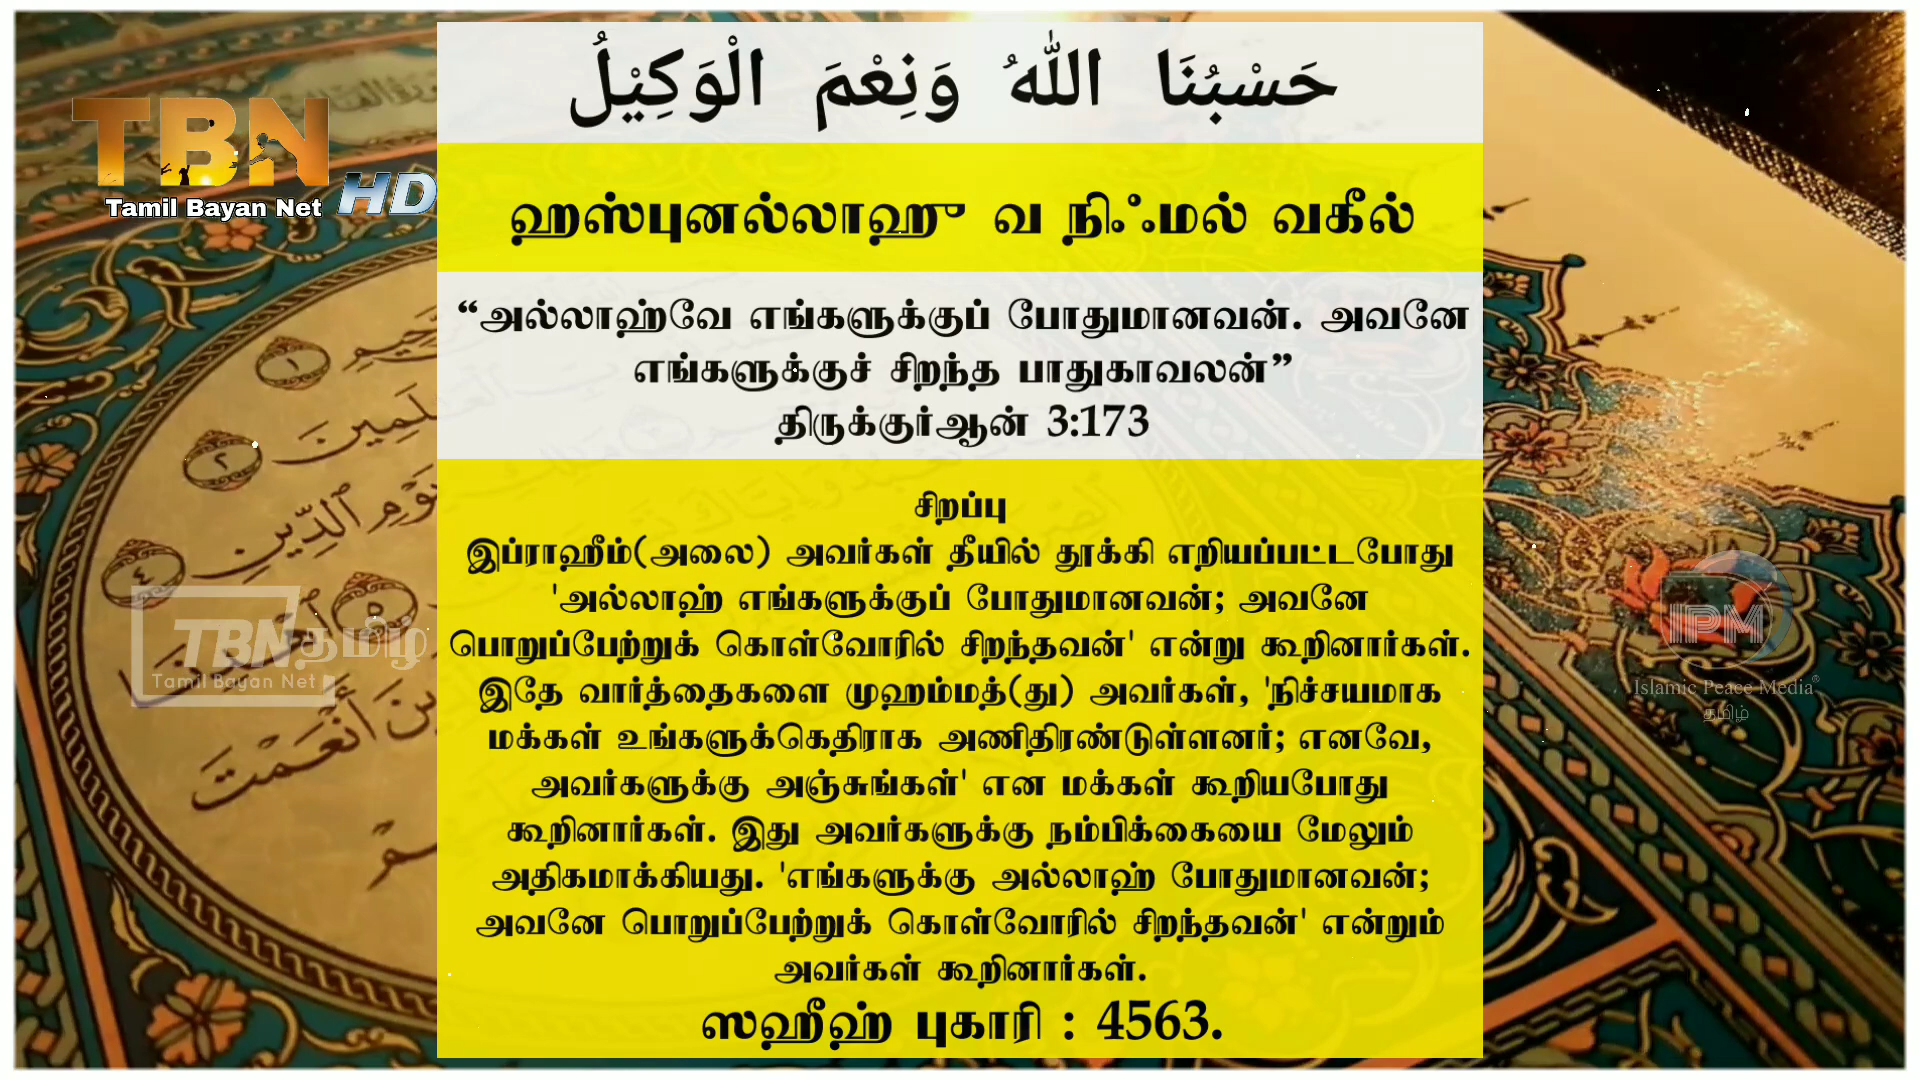 حَسْبُنَا اللّٰهُ وَنِعْمَ الْوَكِيْلُ
TBN HD
Tamil Bayan Net
ஹஸ்புனல்லாஹு வ நிஃமல் வகீல்
“அல்லாஹ்வே எங்களுக்குப் போதுமானவன். அவனே
எங்களுக்குச் சிறந்த பாதுகாவலன்”
திருக்குர்ஆன் 3:173
சிறப்பு
இப்ராஹீம்(அலை) அவர்கள் தீயில் தூக்கி எறியப்பட்டபோது
'அல்லாஹ் எங்களுக்குப் போதுமானவன்; அவனே
பொறுப்பேற்றுக் கொள்வோரில் சிறந்தவன்' என்று கூறினார்கள்.
இதே வார்த்தைகளை முஹம்மத்(து) அவர்கள், 'நிச்சயமாக
மக்கள் உங்களுக்கெதிராக அணிதிரண்டுள்ளனர்; எனவே,
அவர்களுக்கு அஞ்சுங்கள்' என மக்கள் கூறியபோது
கூறினார்கள். இது அவர்களுக்கு நம்பிக்கையை மேலும்
அதிகமாக்கியது. 'எங்களுக்கு அல்லாஹ் போதுமானவன்;
அவனே பொறுப்பேற்றுக் கொள்வோரில் சிறந்தவன்' என்றும்
அவர்கள் கூறினார்கள்.
ஸஹீஹ் புகாரி : 4563.
TBN தமிழ்
Tamil Bayan Net
IPM
Islamic Peace Media®
தமிழ்